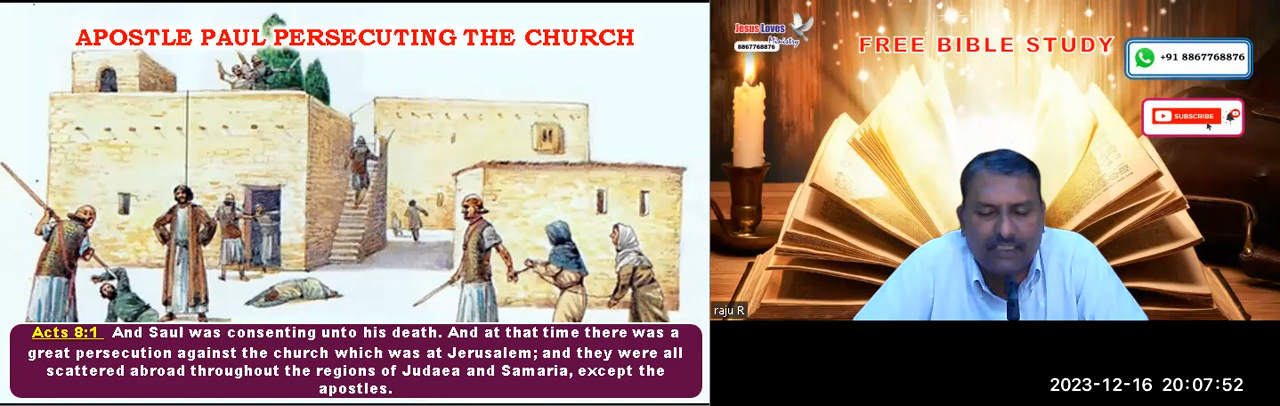 APOSTLE PAUL PERSECUTING THE CHURCH
Acts 8:1 And Saul was consenting unto his death. And at that time there was a
great persecution against the church which was at Jerusalem; and they were all
scattered abroad throughout the regions of Judaea and Samaria, except the
apostles.
Jesus Loves
Ministry
8867768876
FREE BIBLE STUDY
+91 8867768876
SUBSCRIBE
raju R
2023-12-16 20:07:52